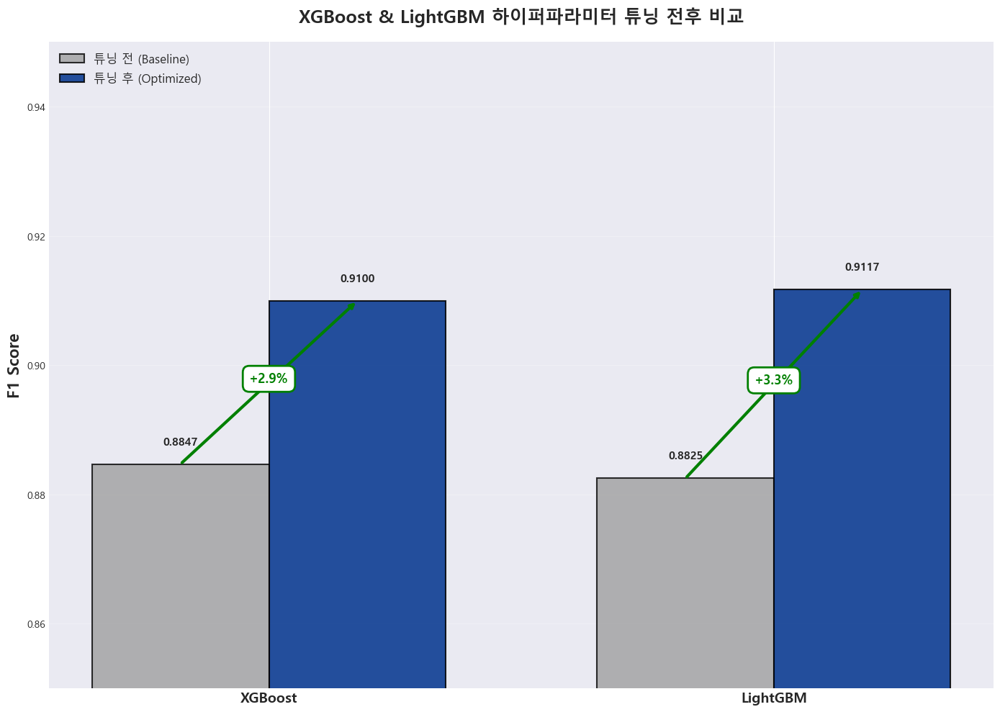 XGBoost & LightGBM 하이퍼파라미터 튜닝 전후 비교
튜닝 전 (Baseline)
튜닝 후 (Optimized)
F1 Score
0.94
0.92
0.90
0.88
0.86
0.8847
+2.9%
0.9100
0.8825
+3.3%
0.9117
XGBoost
LightGBM